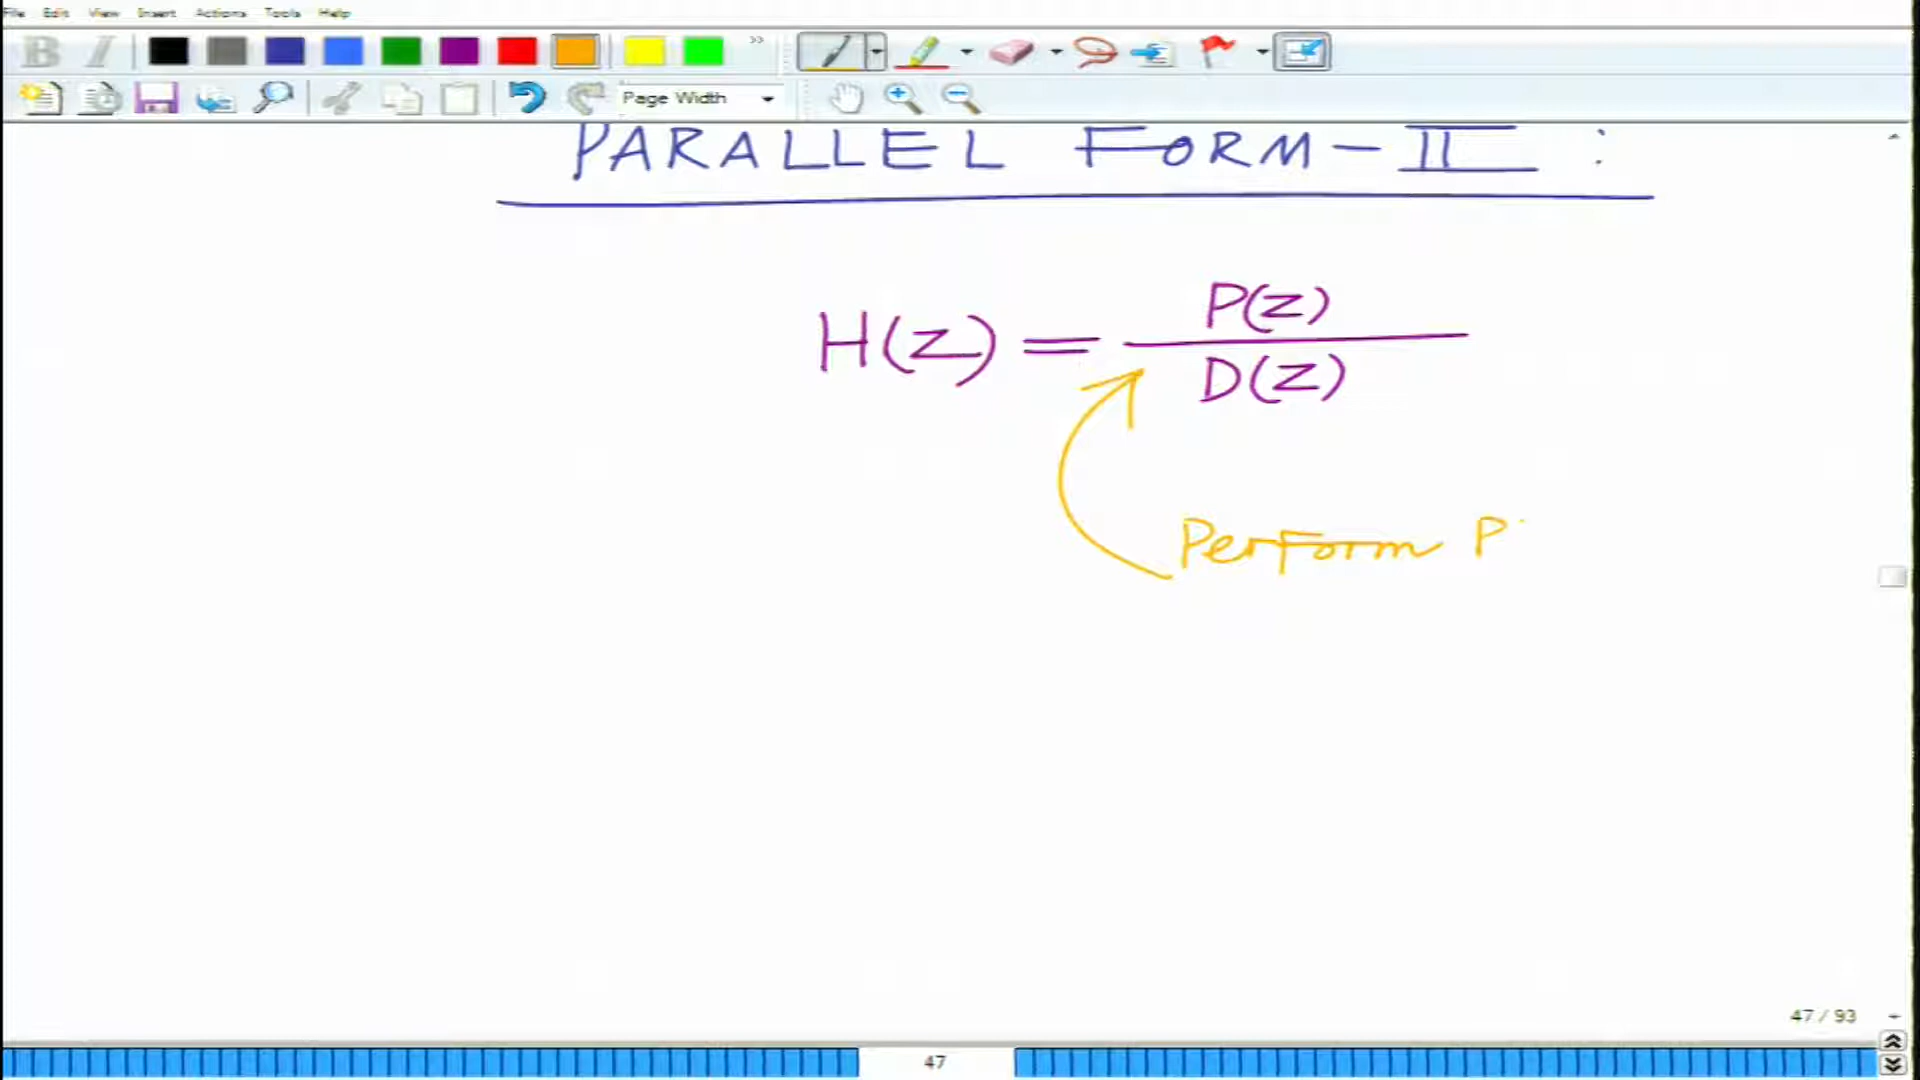 File Edit View Insert Actions Tools Help
B I
Page Width
PARALLEL FORM-II :
H(z) = P(z)
D(z)
Perform P
47 / 93
47